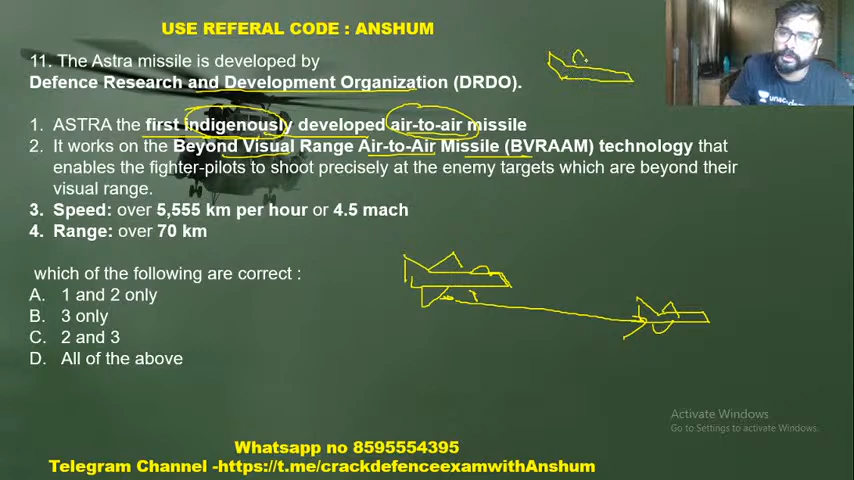 USE REFERAL CODE : ANSHUM
11. The Astra missile is developed by
Defence Research and Development Organization (DRDO).
1. ASTRA the first indigenously developed air-to-air missile
2. It works on the Beyond Visual Range Air-to-Air Missile (BVRAAM) technology that
enables the fighter-pilots to shoot precisely at the enemy targets which are beyond their
visual range.
3. Speed: over 5,555 km per hour or 4.5 mach
4. Range: over 70 km
which of the following are correct :
A. 1 and 2 only
B. 3 only
C. 2 and 3
D. All of the above
Activate Windows
Go to Settings to activate Windows.
Whatsapp no 8595554395
Telegram Channel -https://t.me/crackdefenceexamwithAnshum